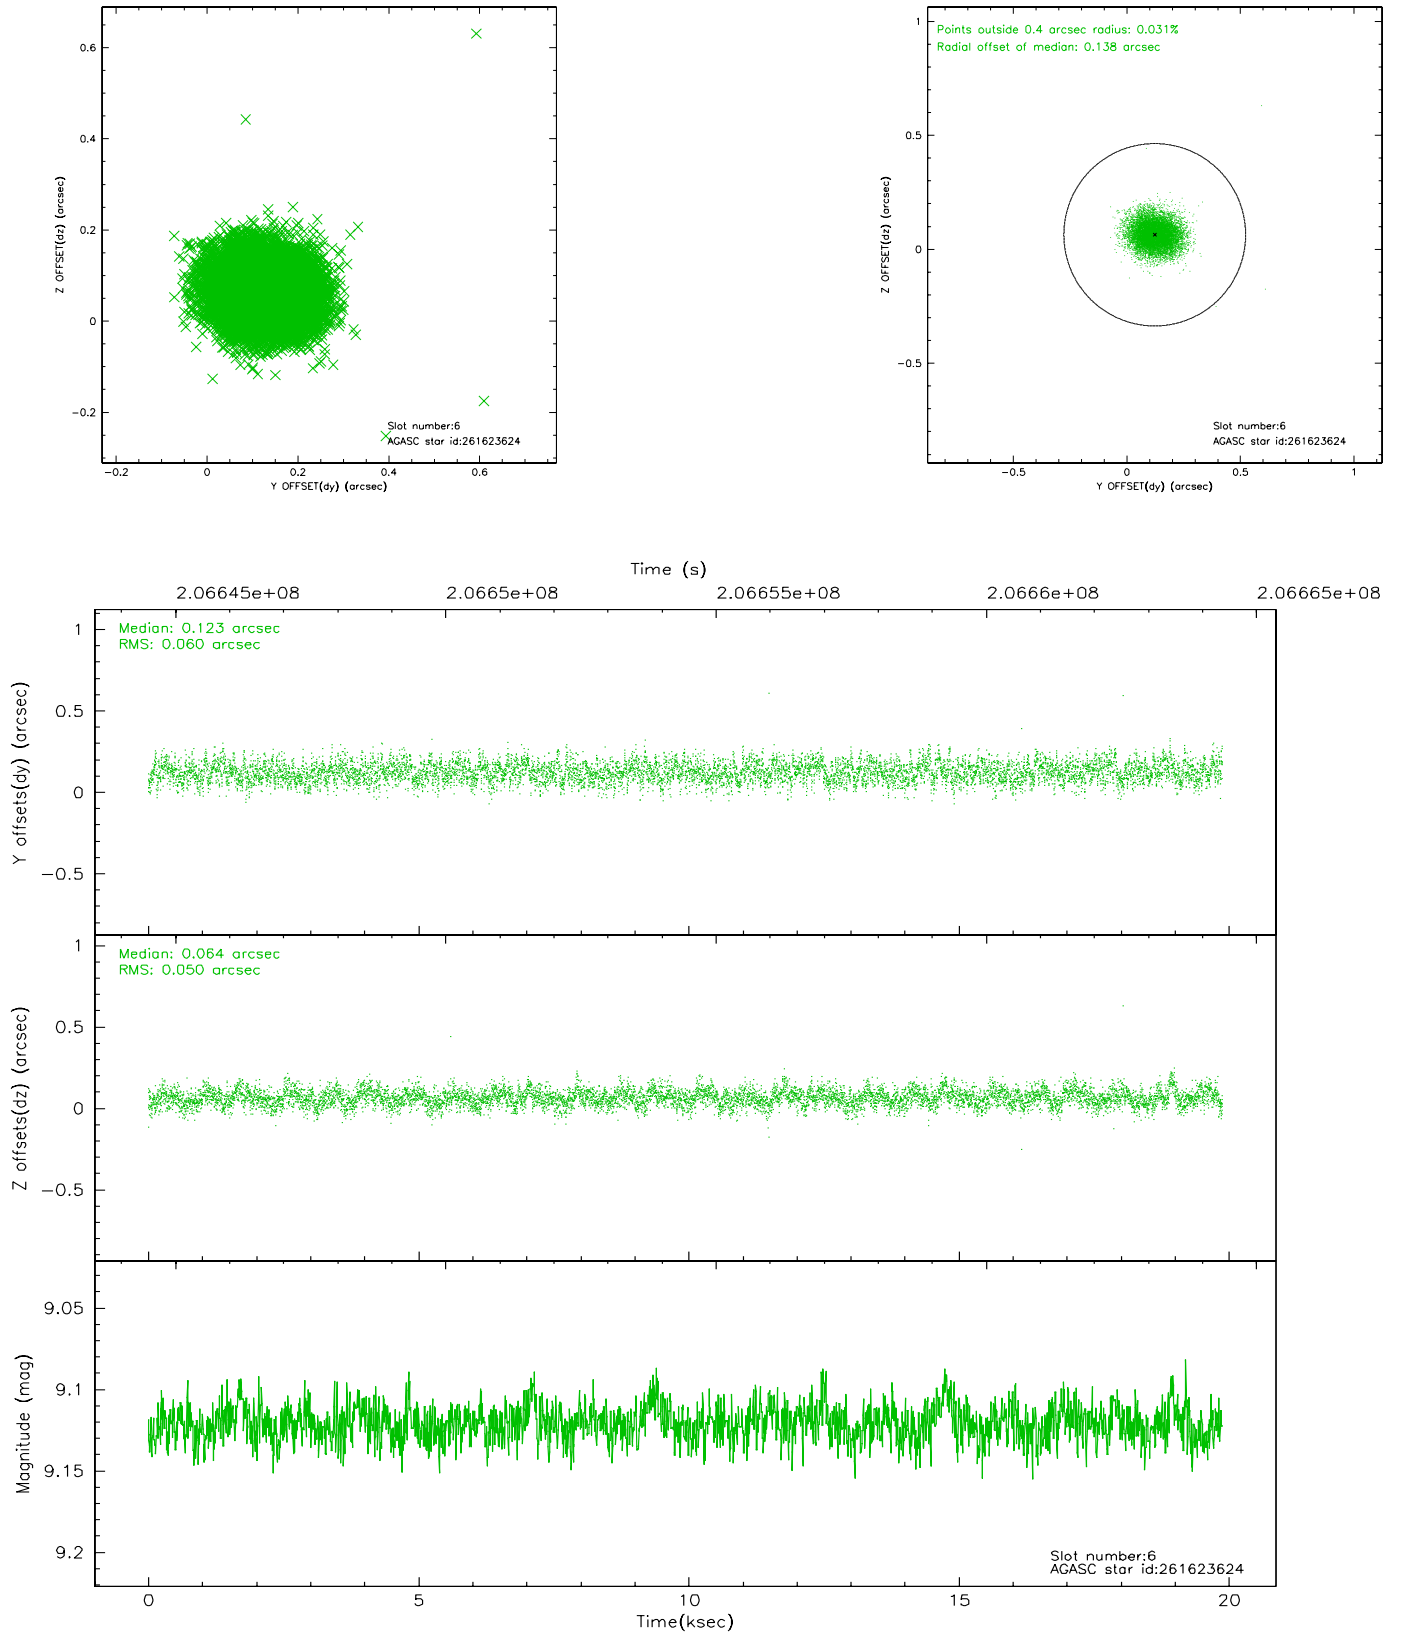 0.6
0.4
0.2
0
−0.2
Z OFFSET(dz) (arcsec)
Slot number:6
AGASC star id:261623624
−0.2 0 0.2 0.4 0.6
Y OFFSET(dy) (arcsec)
1
0.5
0
−0.5
Z OFFSET(dz) (arcsec)
Points outside 0.4 arcsec radius: 0.031%
Radial offset of median: 0.138 arcsec
Slot number:6
AGASC star id:261623624
−0.5 0 0.5 1
Y OFFSET(dy) (arcsec)
Time (s)
2.06645e+08 2.0665e+08 2.06655e+08 2.0666e+08 2.06665e+08
Median: 0.123 arcsec
RMS: 0.060 arcsec
1
0.5
0
−0.5
Y offsets(dy) (arcsec)
Median: 0.064 arcsec
RMS: 0.050 arcsec
1
0.5
0
−0.5
Z offsets(dz) (arcsec)
9.05
9.1
9.15
9.2
Magnitude (mag)
Slot number:6
AGASC star id:261623624
0 5 10 15 20
Time(ksec)